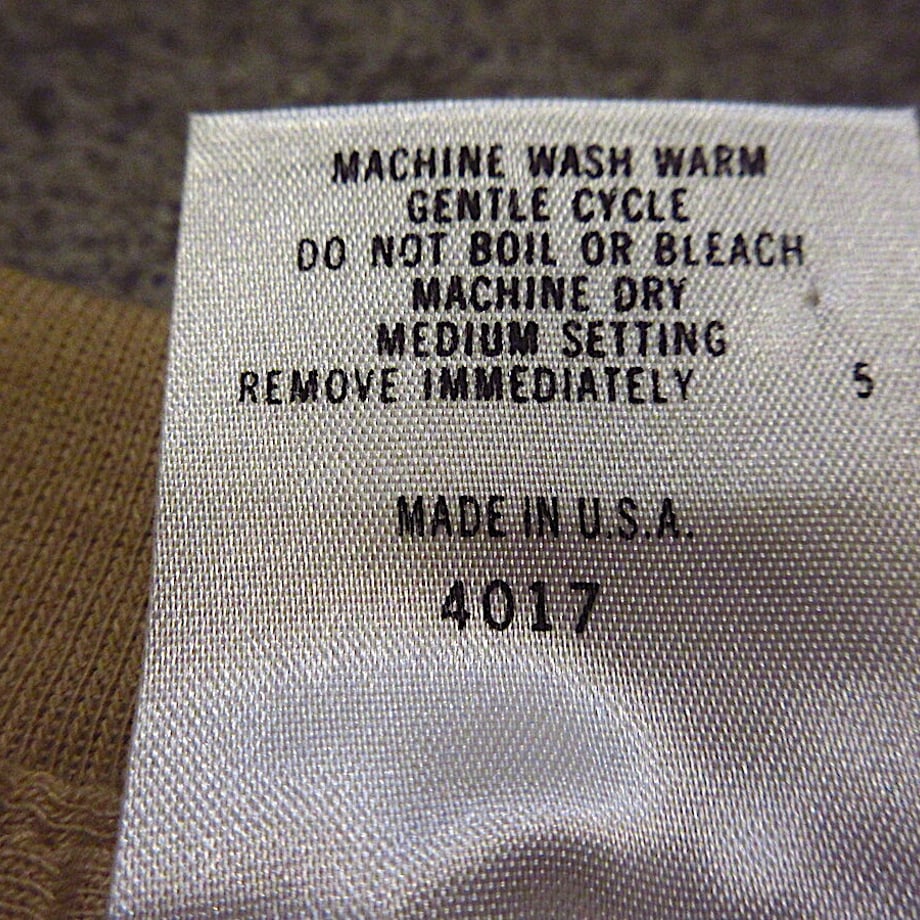 MACHINE WASH WARM
GENTLE CYCLE
DO NOT BOIL OR BLEACH
MACHINE DRY
MEDIUM SETTING
REMOVE IMMEDIATELY 5
MADE IN U.S.A.
4017